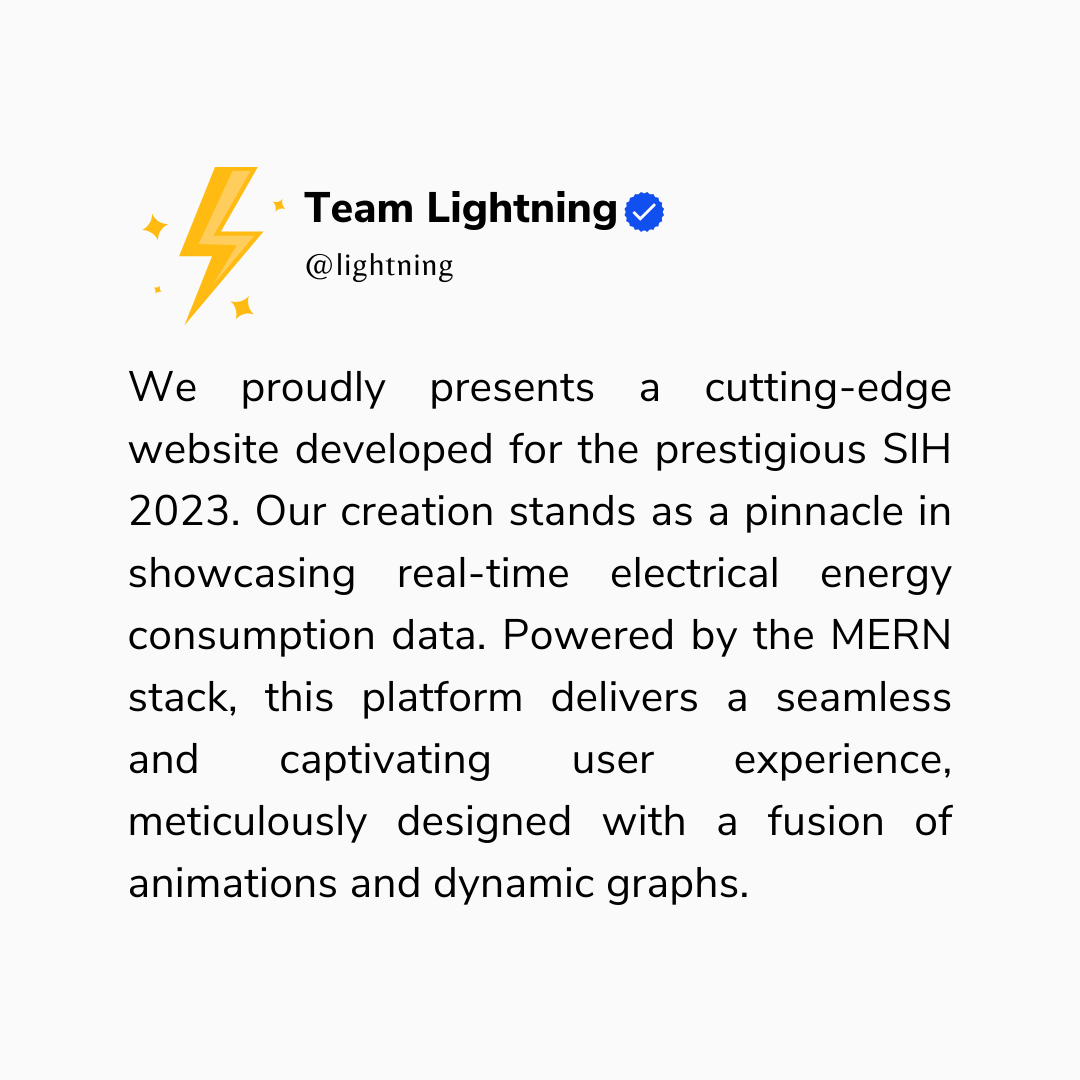 Team Lightning
@lightning
We proudly presents a cutting-edge
website developed for the prestigious SIH
2023. Our creation stands as a pinnacle in
showcasing real-time electrical energy
consumption data. Powered by the MERN
stack, this platform delivers a seamless
and captivating user experience,
meticulously designed with a fusion of
animations and dynamic graphs.